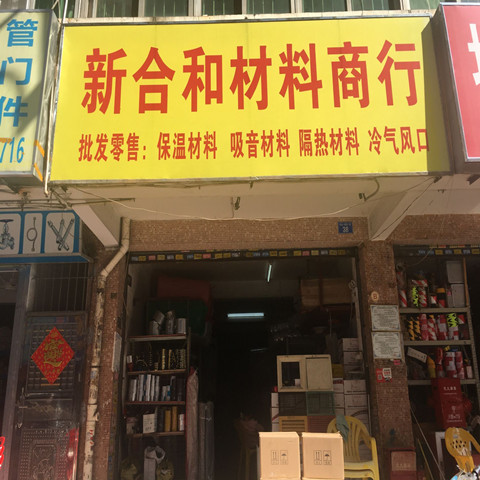 管
门
件
716
新合和材料商行
批发零售：保温材料 吸音材料 隔热材料 冷气风口